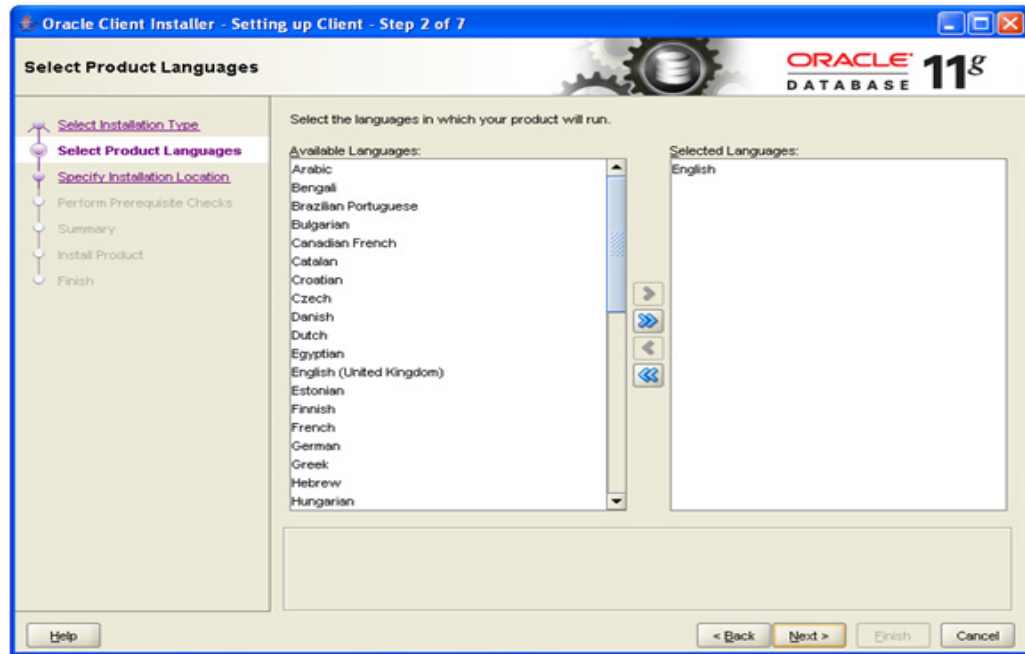 Oracle Client Installer - Setting up Client - Step 2 of 7
Select Product Languages
ORACLE
DATABASE
11g
Select Installation Type
Select Product Languages
Specify Installation Location
Perform Prerequisite Checks
Summary
Install Product
Finish
Select the languages in which your product will run.
Available Languages:
Arabic
Bengali
Brazilian Portuguese
Bulgarian
Canadian French
Catalan
Croatian
Czech
Danish
Dutch
Egyptian
English (United Kingdom)
Estonian
Finnish
French
German
Greek
Hebrew
Hungarian
Selected Languages:
English
Help
< Back
Next >
Finish
Cancel